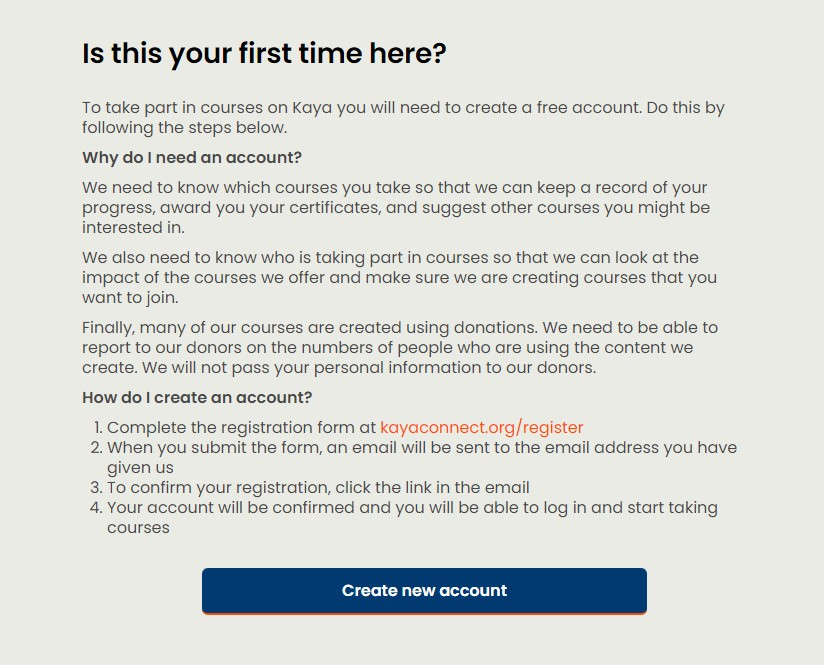 Is this your first time here?
To take part in courses on Kaya you will need to create a free account. Do this by
following the steps below.
Why do I need an account?
We need to know which courses you take so that we can keep a record of your
progress, award you your certificates, and suggest other courses you might be
interested in.
We also need to know who is taking part in courses so that we can look at the
impact of the courses we offer and make sure we are creating courses that you
want to join.
Finally, many of our courses are created using donations. We need to be able to
report to our donors on the numbers of people who are using the content we
create. We will not pass your personal information to our donors.
How do I create an account?
1. Complete the registration form at kayaconnect.org/register
2. When you submit the form, an email will be sent to the email address you have
given us
3. To confirm your registration, click the link in the email
4. Your account will be confirmed and you will be able to log in and start taking
courses
Create new account